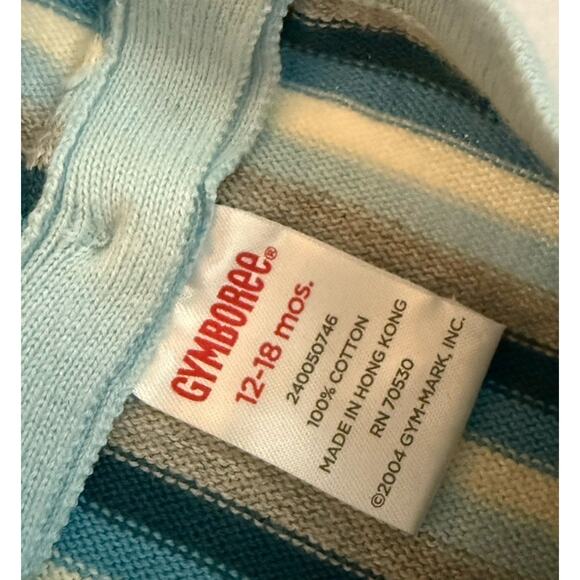 GYMBOREE®
12-18 mos.
240050746
100% COTTON
MADE IN HONG KONG
RN 70530
©2004 GYM-MARK, INC.